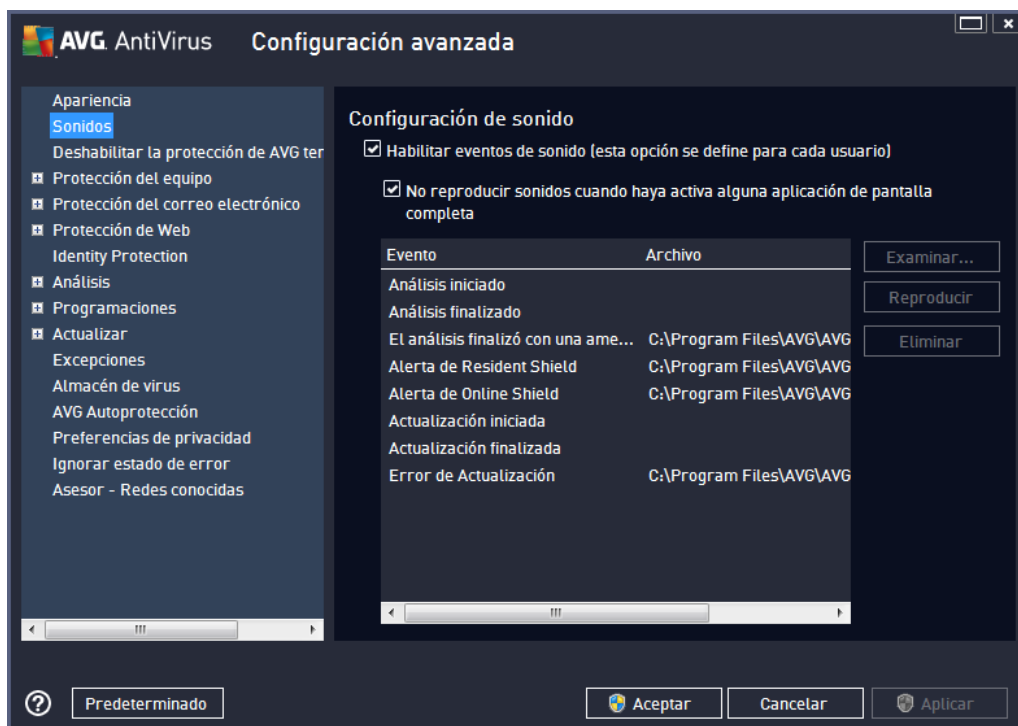 AVG AntiVirus Configuración avanzada
Apariencia
Sonidos
Deshabilitar la protección de AVG ter
Protección del equipo
Protección del correo electrónico
Protección de Web
Identity Protection
Análisis
Programaciones
Actualizar
Excepciones
Almacén de virus
AVG Autoprotección
Preferencias de privacidad
Ignorar estado de error
Asesor - Redes conocidas
Configuración de sonido
Habilitar eventos de sonido (esta opción se define para cada usuario)
No reproducir sonidos cuando haya activa alguna aplicación de pantalla
completa
Evento Archivo
Análisis iniciado
Análisis finalizado
El análisis finalizó con una ame... C:\Program Files\AVG\AVG
Alerta de Resident Shield C:\Program Files\AVG\AVG
Alerta de Online Shield C:\Program Files\AVG\AVG
Actualización iniciada
Actualización finalizada
Error de Actualización C:\Program Files\AVG\AVG
Examinar...
Reproducir
Eliminar
Predeterminado
Aceptar
Cancelar
Aplicar